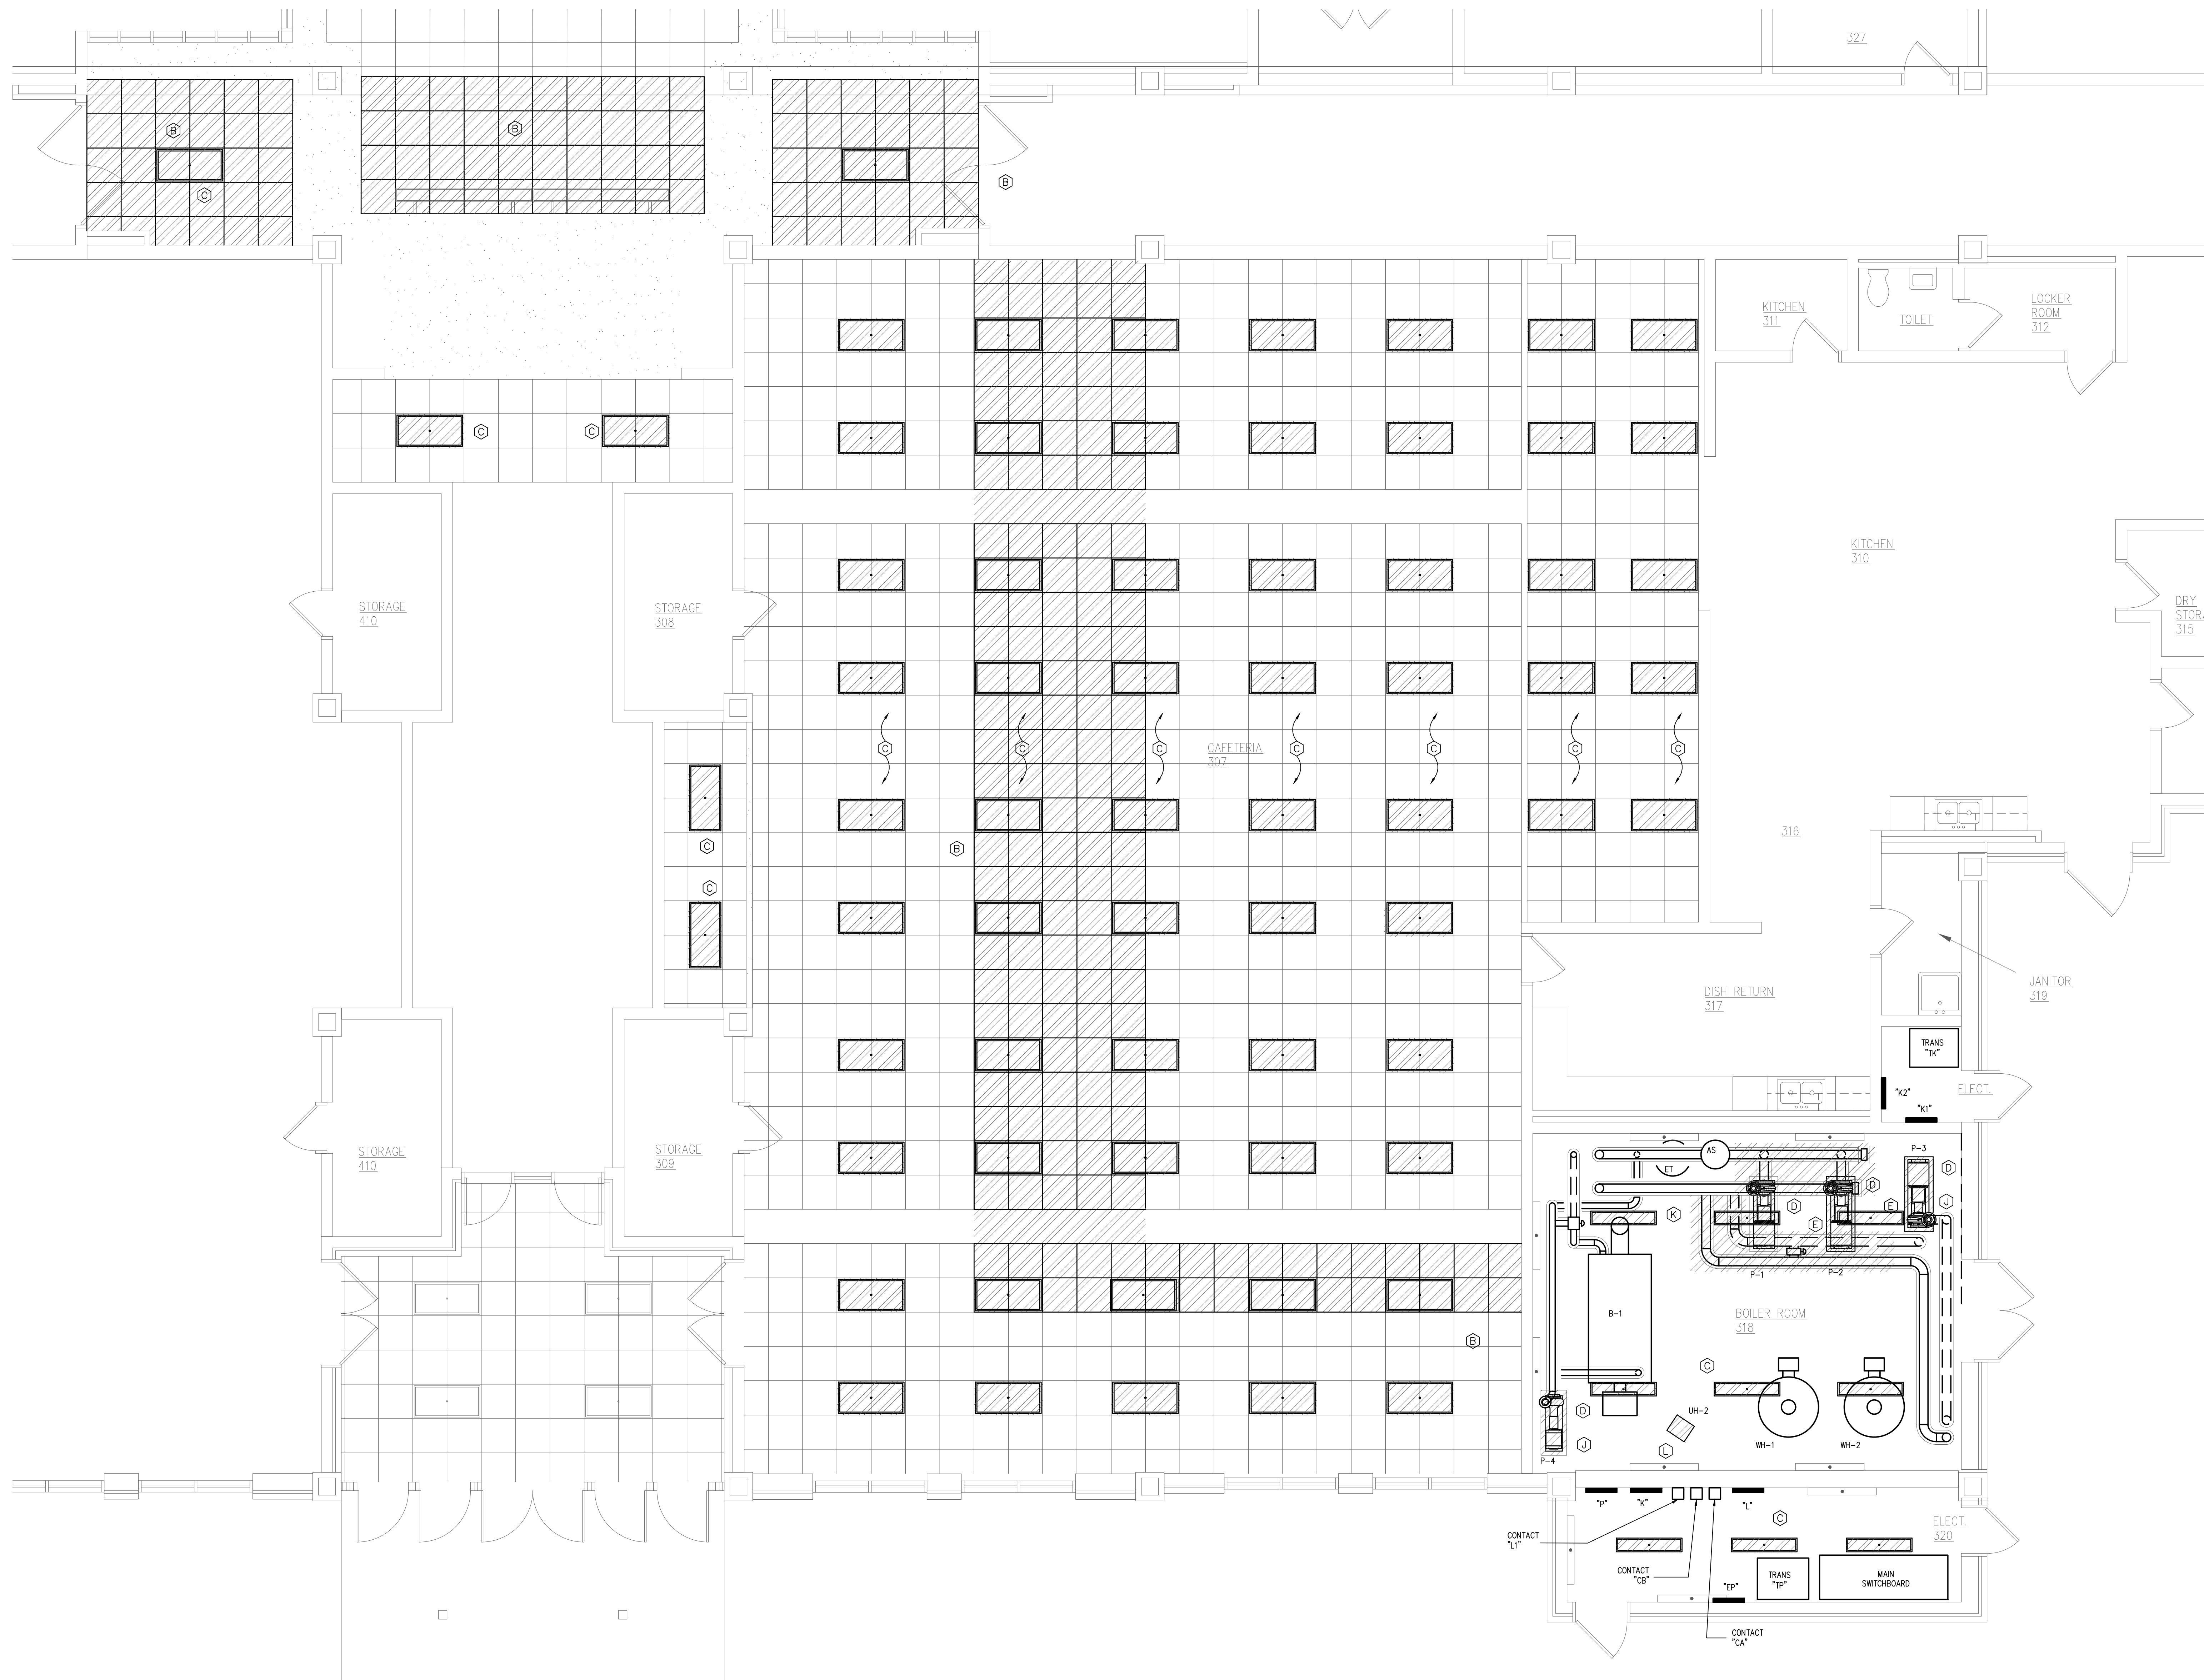 327
B
B
B
C
KITCHEN
311
TOILET
LOCKER
ROOM
312
C
C
KITCHEN
310
STORAGE
410
STORAGE
308
DRY
315
C
C
C
C
C
C
C
CAFETERIA
307
316
C
B
C
DISH RETURN
317
JANITOR
319
TRANS
"TK"
"K2"
ELECT.
"K1"
STORAGE
410
STORAGE
309
AS
ET
P-3
D
D
J
D
E
K
E
P-1
P-2
B-1
BOILER ROOM
318
B
C
UH-2
D
J
L
WH-1
WH-2
P-4
"P"
"K"
"L"
C
ELECT.
320
CONTACT
"L1"
CONTACT
"CB"
"EP"
TRANS
"TP"
MAIN
SWITCHBOARD
CONTACT
"CA"